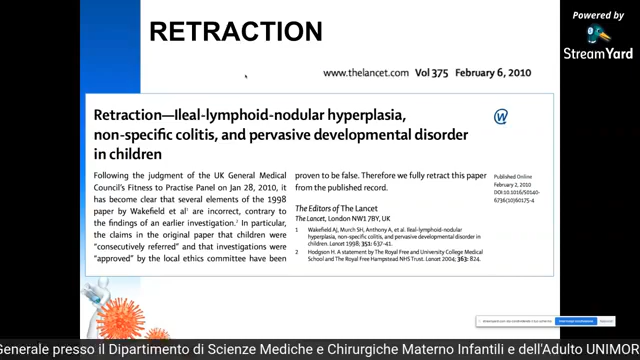 Powered by
StreamYard
RETRACTION
www.thelancet.com Vol 375 February 6, 2010
Retraction—Ileal-lymphoid-nodular hyperplasia,
non-specific colitis, and pervasive developmental disorder
in children
Following the judgment of the UK General Medical
Council's Fitness to Practise Panel on Jan 28, 2010, it
has become clear that several elements of the 1998
paper by Wakefield et al¹ are incorrect, contrary to
the findings of an earlier investigation.² In particular,
the claims in the original paper that children were
"consecutively referred" and that investigations were
"approved" by the local ethics committee have been
proven to be false. Therefore we fully retract this paper
from the published record.
The Editors of The Lancet
The Lancet, London NW1 7BY, UK
1 Wakefield AJ, Murch SH, Anthony A, et al. Ileal-lymphoid-nodular
hyperplasia, non-specific colitis, and pervasive developmental disorder in
children. Lancet 1998; 351: 637–41.
2 Hodgson H. A statement by The Royal Free and University College Medical
School and The Royal Free Hampstead NHS Trust. Lancet 2004; 363: 824.
Published Online
February 2, 2010
DOI:10.1016/S0140-
6736(10)60175-4
Generale presso il Dipartimento di Scienze Mediche e Chirurgiche Materno Infantili e dell'Adulto UNIMOR